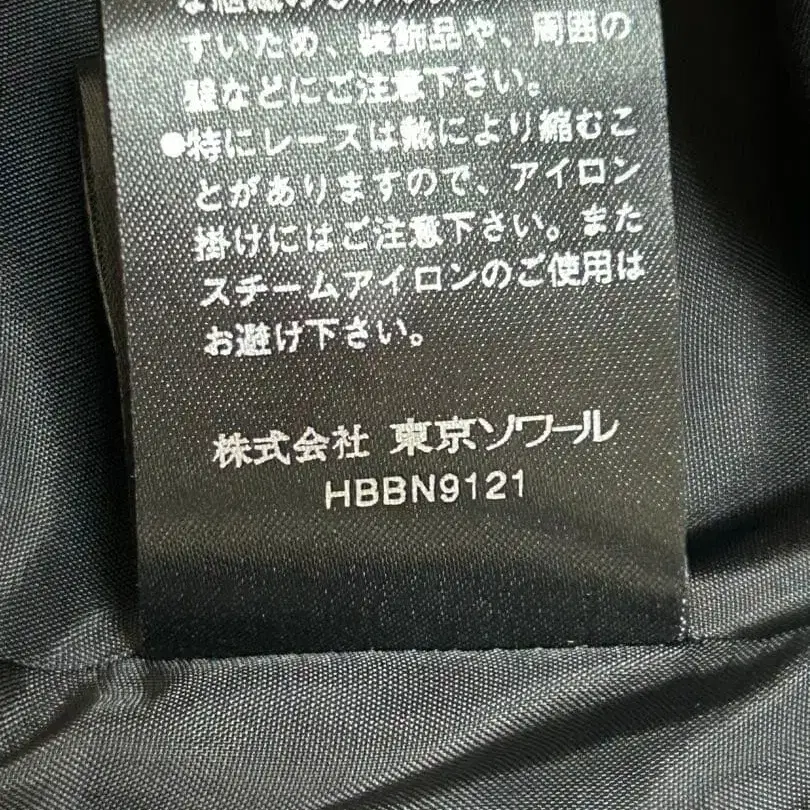 すいため、装飾品や、周囲の
壁などにご注意下さい。
●特にレースは熱により縮むこ
とがありますので、アイロン
掛けにはご注意下さい。また
スチームアイロンのご使用は
お避け下さい。
株式会社 東京ソワール
HBBN9121